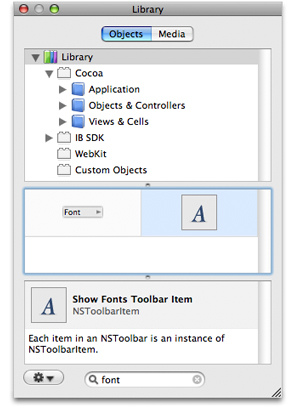 Library
Objects
Media
Library
Cocoa
Application
Objects & Controllers
Views & Cells
IB SDK
WebKit
Custom Objects
Font
A
A
Show Fonts Toolbar Item
NSToolbarItem
Each item in an NSToolbar is an instance of
NSToolbarItem.
font